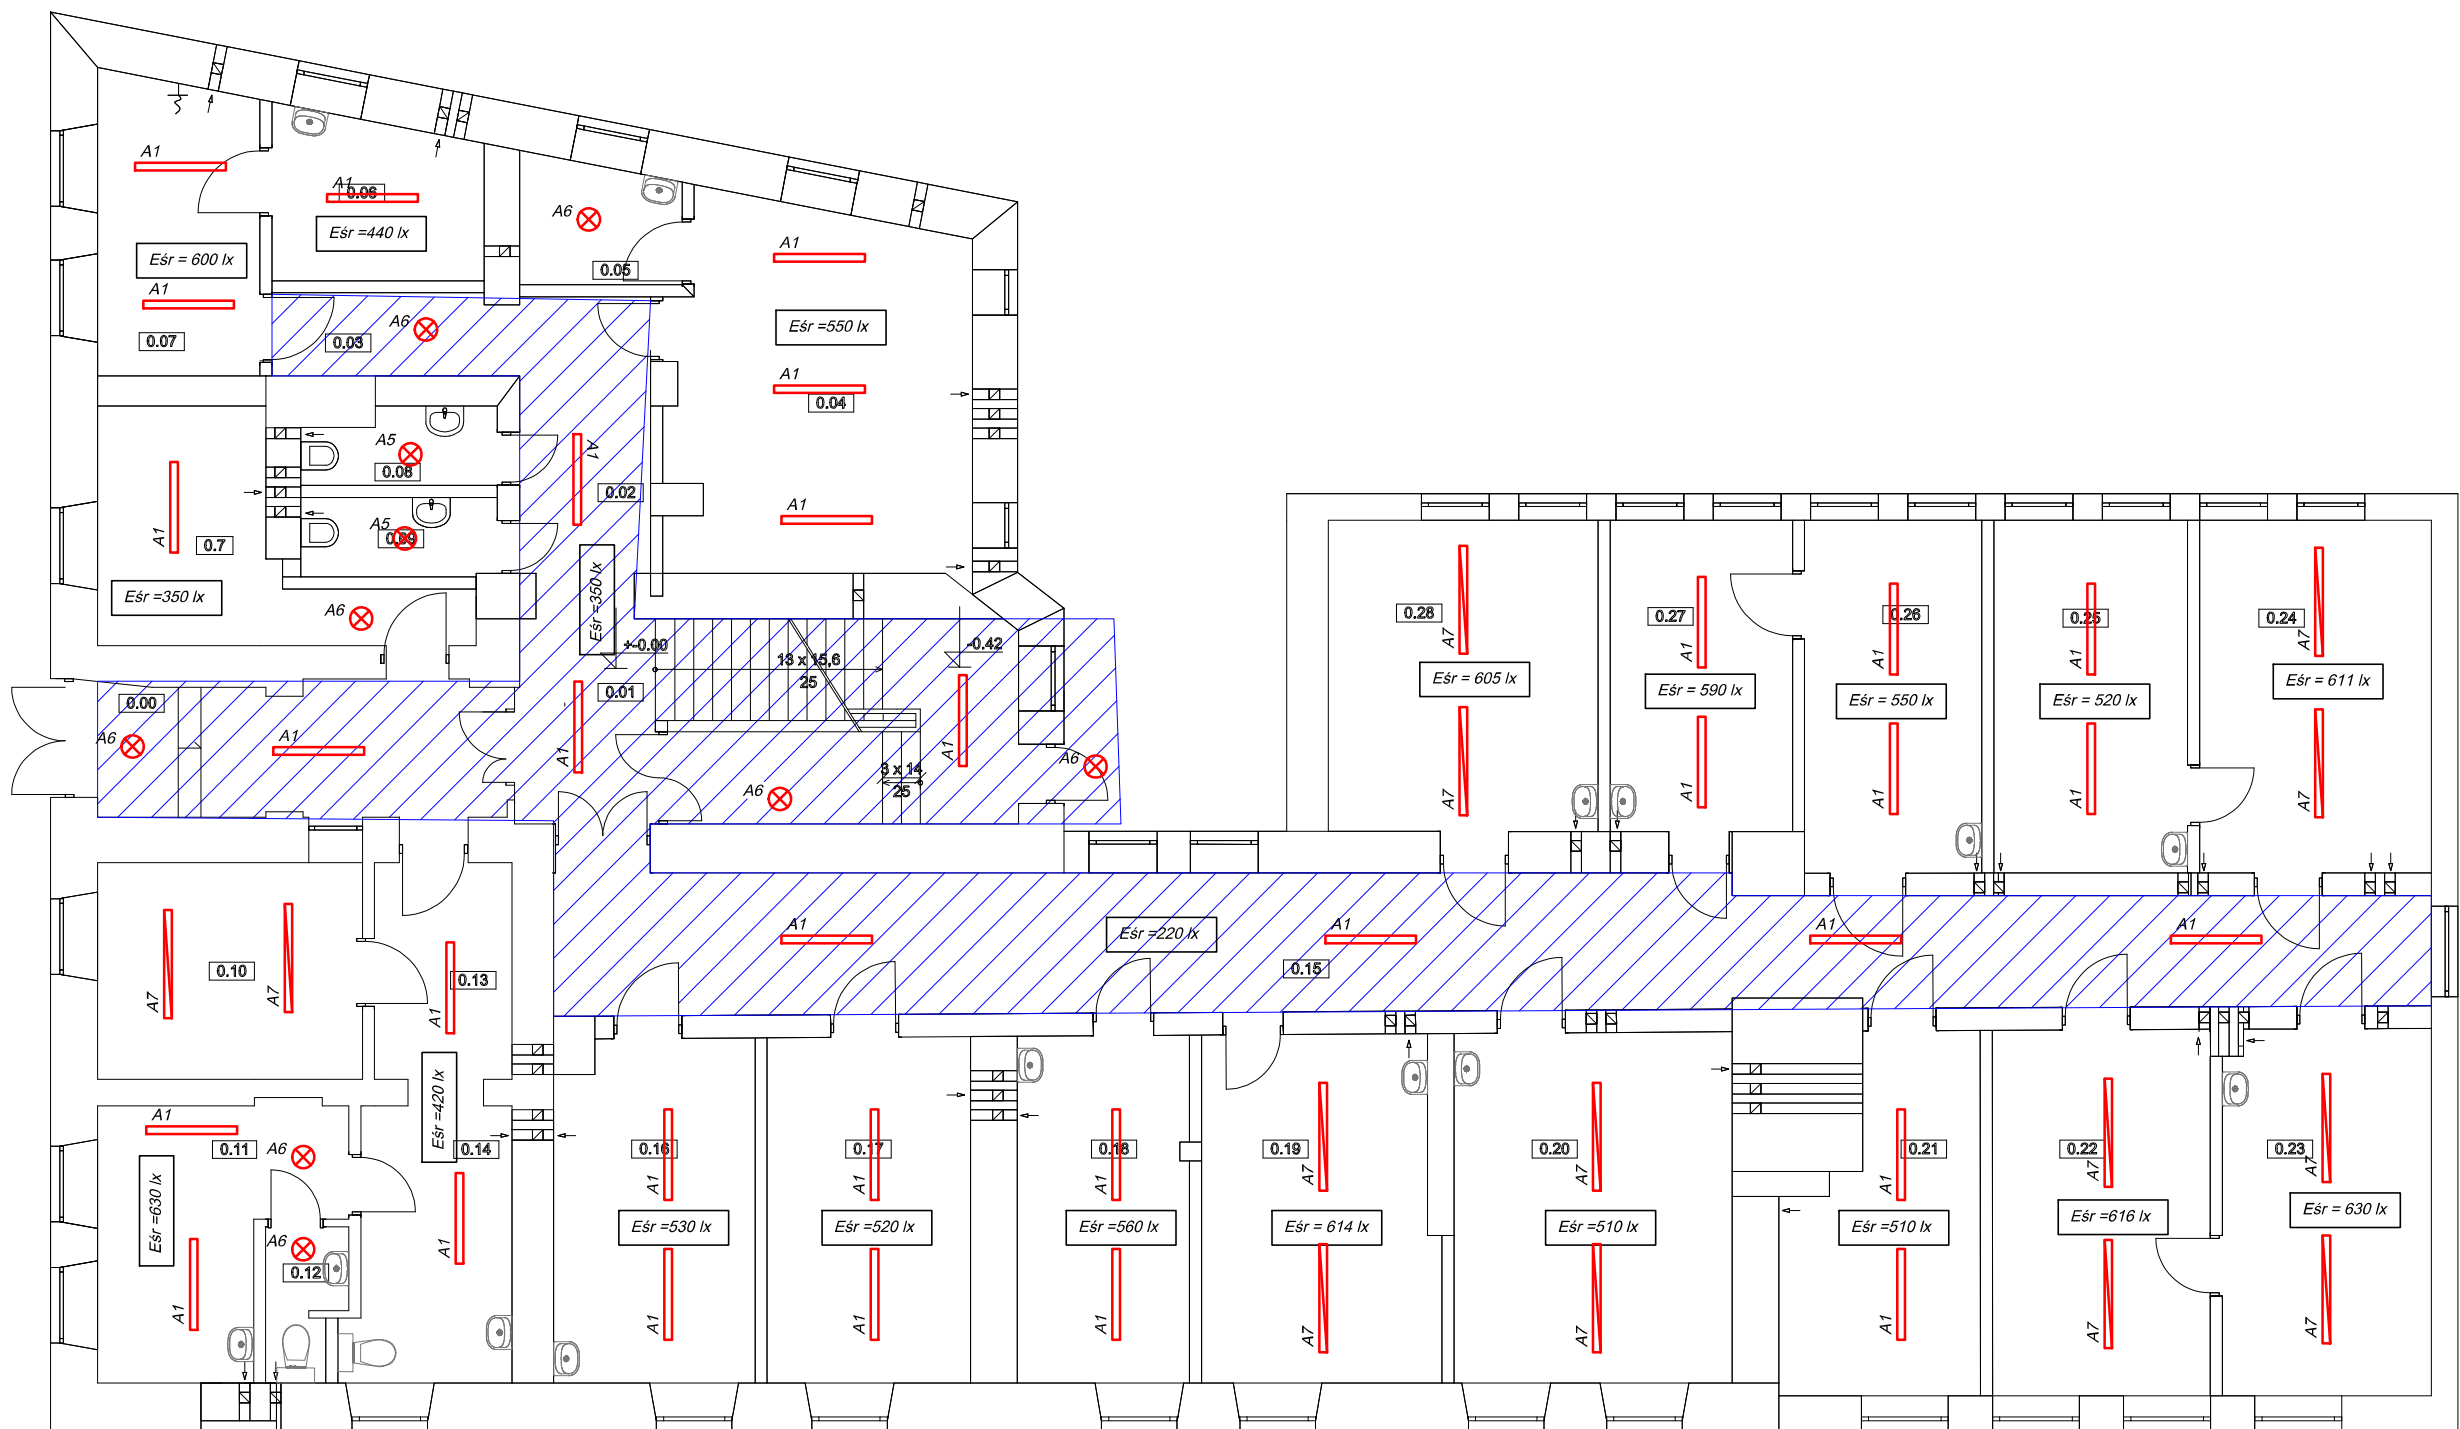 A1
A1
0.06
Eśr =440 lx
A6
0.05
Eśr = 600 lx
A1
A1
Eśr =550 lx
A6
0.07
0.03
A1
0.04
A5
0.08
A1
0.02
A1
A5
0.09
A1
0.7
Eśr =350 lx
Eśr =350 lx
A6
+-0.00
-0.42
13 x 15,6
25
0.28
A7
0.27
A1
0.26
0.25
0.24
A7
Eśr = 605 lx
Eśr = 590 lx
Eśr = 550 lx
Eśr = 520 lx
Eśr = 611 lx
0.00
0.01
A6
A1
A1
A1
A6
3 x 14
25
A6
A7
A1
A7
A1
A1
Eśr =220 lx
A1
A1
A1
0.15
0.10
A7
A7
0.13
A1
Eśr =420 lx
A1
0.11
A6
0.14
0.16
A1
0.17
A1
0.18
A1
0.19
A7
0.20
A7
0.21
A1
0.22
A7
0.23
A7
Eśr =630 lx
Eśr =530 lx
Eśr =520 lx
Eśr =560 lx
Eśr = 614 lx
Eśr =510 lx
Eśr =510 lx
Eśr =616 lx
Eśr = 630 lx
A6
0.12
A1
A1
A1
A1
A1
A7
A7
A1
A7
A7